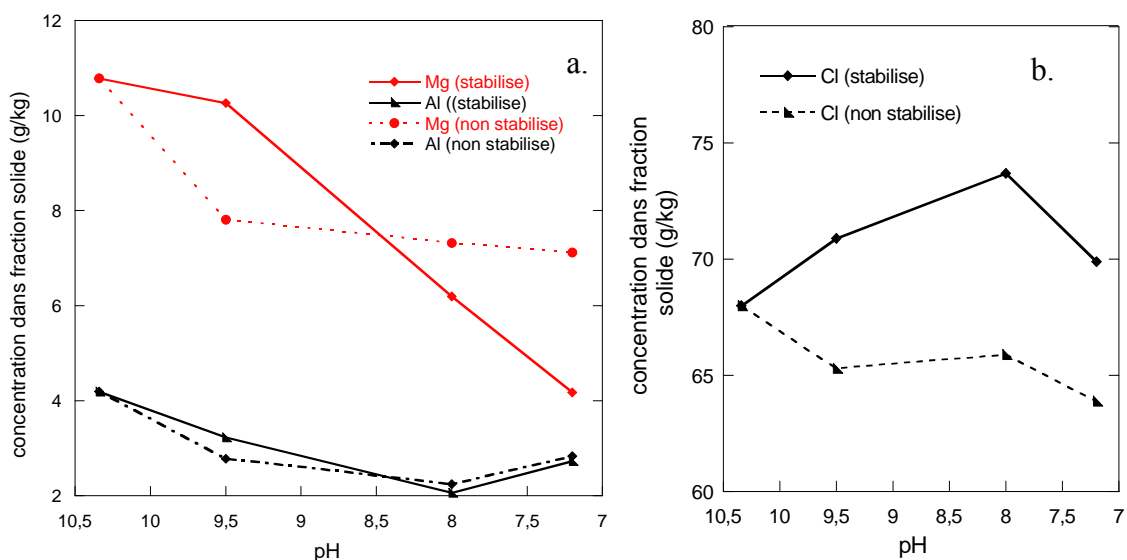 12
10
8
6
4
2
concentration dans fraction solide (g/kg)
a.
Mg (stabilise)
Al ((stabilise)
Mg (non stabilise)
Al (non stabilise)
10,5 10 9,5 9 8,5 8 7,5 7
pH
80
75
70
65
60
concentration dans fraction
solide (g/kg)
b.
Cl (stabilise)
Cl (non stabilise)
10,5 10 9,5 9 8,5 8 7,5 7
pH